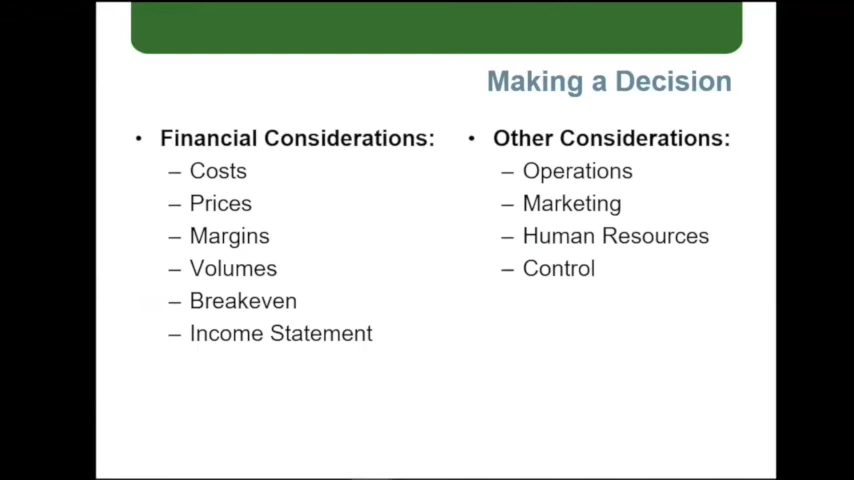 Making a Decision
• Financial Considerations:
– Costs
– Prices
– Margins
– Volumes
– Breakeven
– Income Statement
• Other Considerations:
– Operations
– Marketing
– Human Resources
– Control